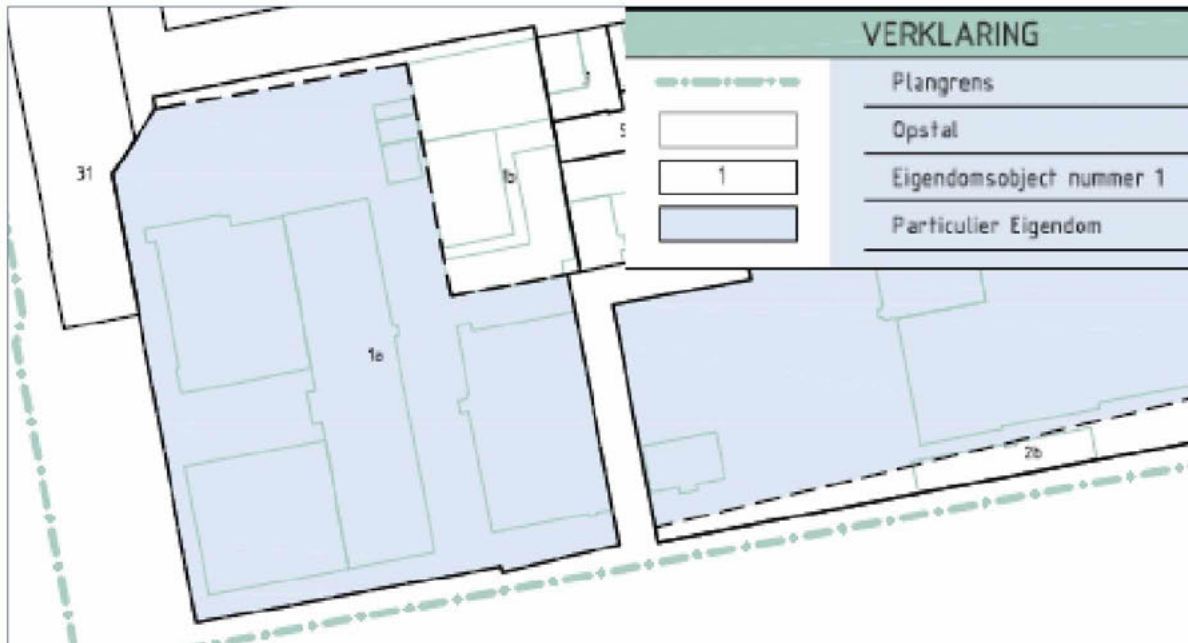 VERKLARING
Plangrens
Opstal
1 Eigendomsobject nummer 1
Particulier Eigendom
31
1b
1a
2b